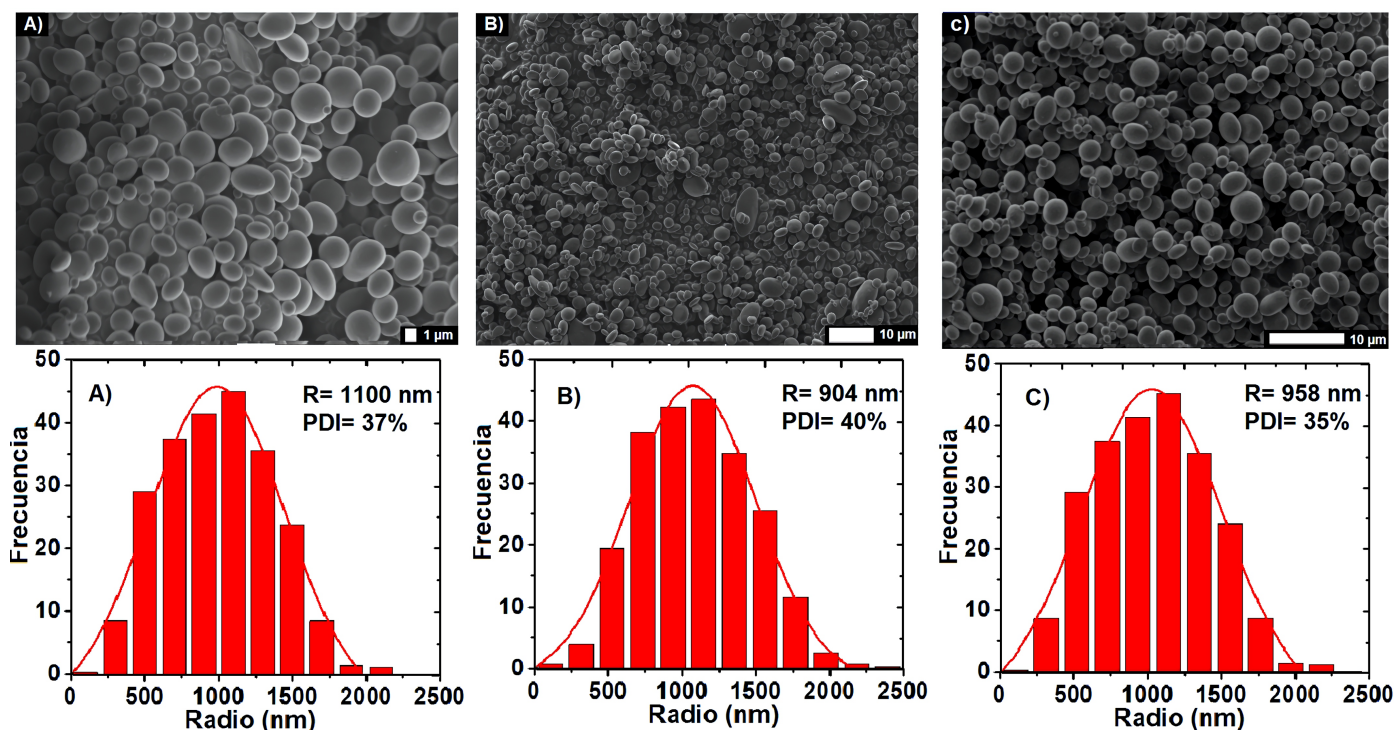 A)
1 µm
B)
10 µm
c)
10 µm
A)
R= 1100 nm
PDI= 37%
Frecuencia
50
40
30
20
10
0
0
500
1000
1500
2000
Radio (nm)
B)
R= 904 nm
PDI= 40%
Frecuencia
50
40
30
20
10
0
0
500
1000
1500
2000
2500
Radio (nm)
C)
R= 958 nm
PDI= 35%
Frecuencia
50
40
30
20
10
0
0
500
1000
1500
2000
2500
Radio (nm)